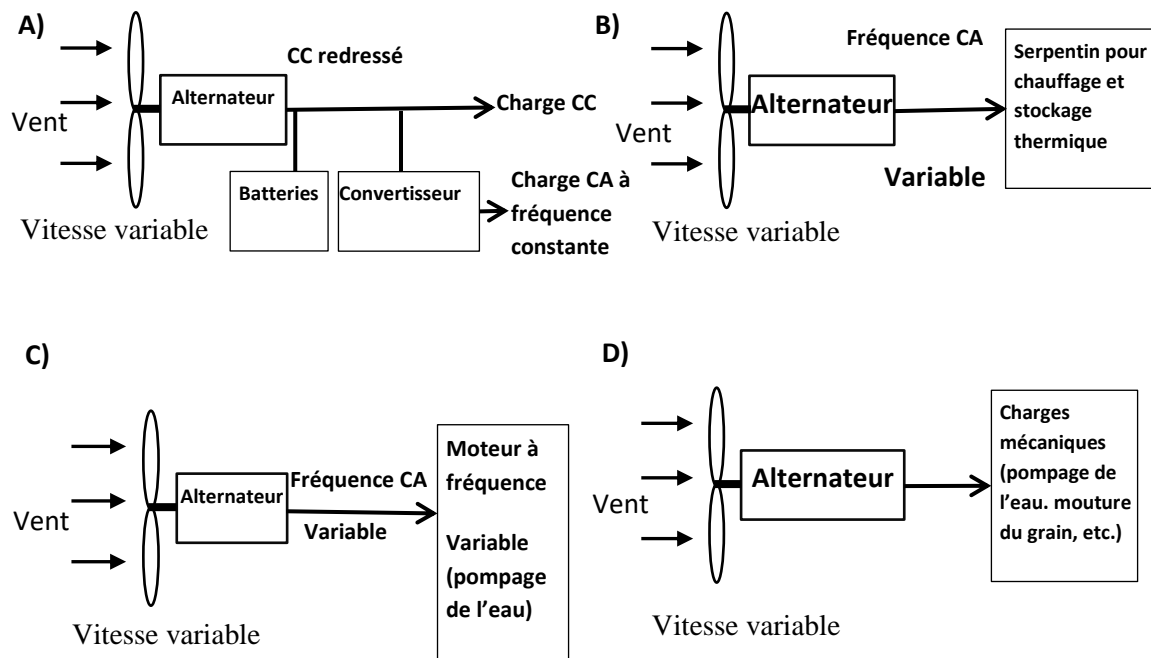 A)
CC redressé
Alternateur
Charge CC
Vent
Batteries
Convertisseur
Charge CA à
fréquence
constante
Vitesse variable
B)
Fréquence CA
Serpentin pour
chauffage et
stockage
thermique
Alternateur
Vent
Variable
Vitesse variable
C)
Moteur à
fréquence
Variable
(pompage
de l’eau)
Fréquence CA
Alternateur
Variable
Vent
Vitesse variable
D)
Charges
mécaniques
(pompage de
l’eau. mouture
du grain, etc.)
Alternateur
Vent
Vitesse variable